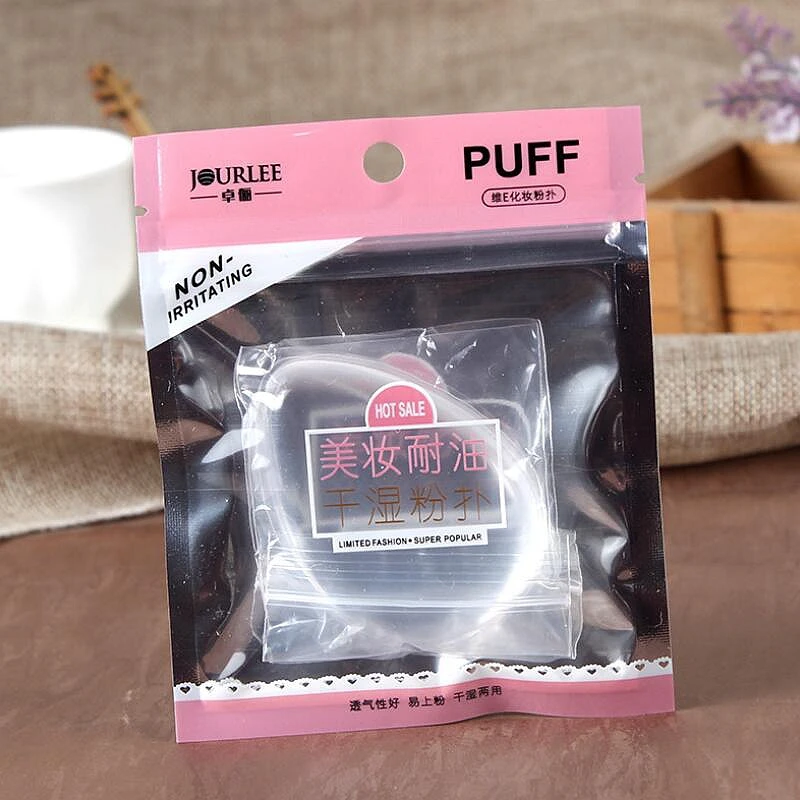 JOURLEE
卓俪
PUFF
维E化妆粉扑
NON-
IRRITATING
HOT SALE
美妆耐油
干湿粉扑
LIMITED FASHION • SUPER POPULAR
透气性好 易上粉 干湿两用